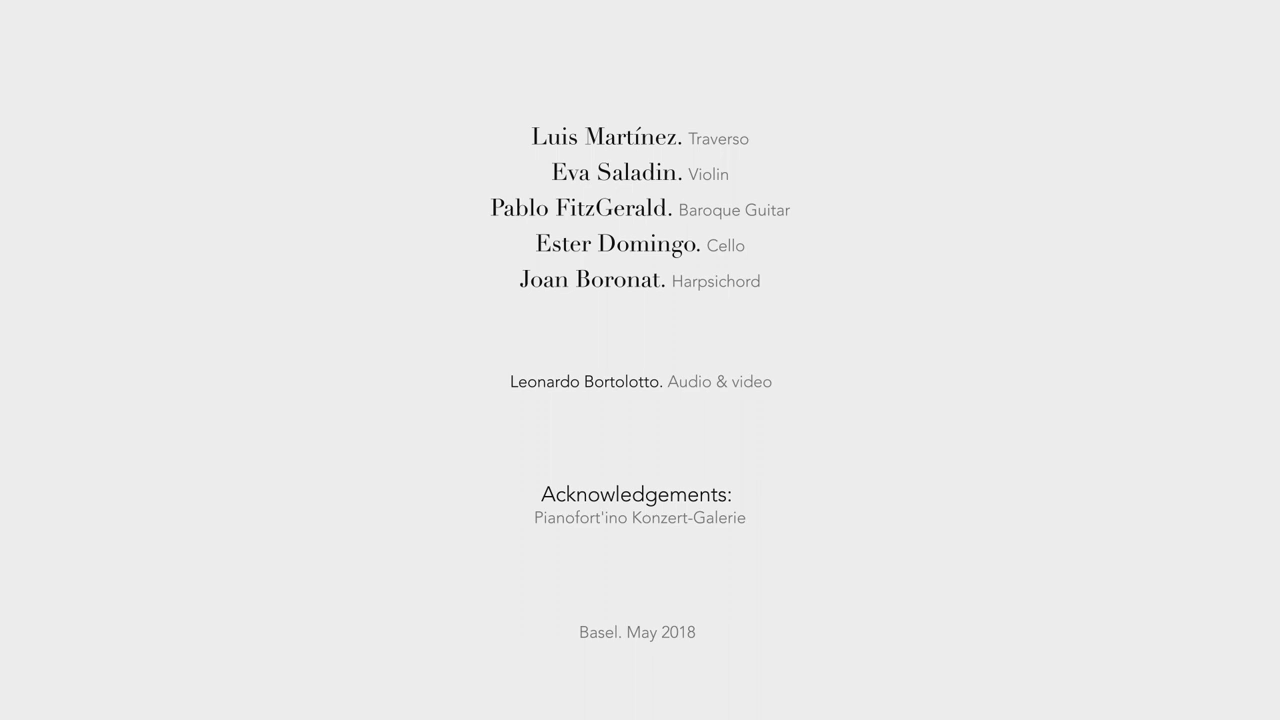 Luis Martínez. Traverso
Eva Saladin. Violin
Pablo FitzGerald. Baroque Guitar
Ester Domingo. Cello
Joan Boronat. Harpsichord
Leonardo Bortolotto. Audio & video
Acknowledgements:
Pianofort'ino Konzert-Galerie
Basel. May 2018